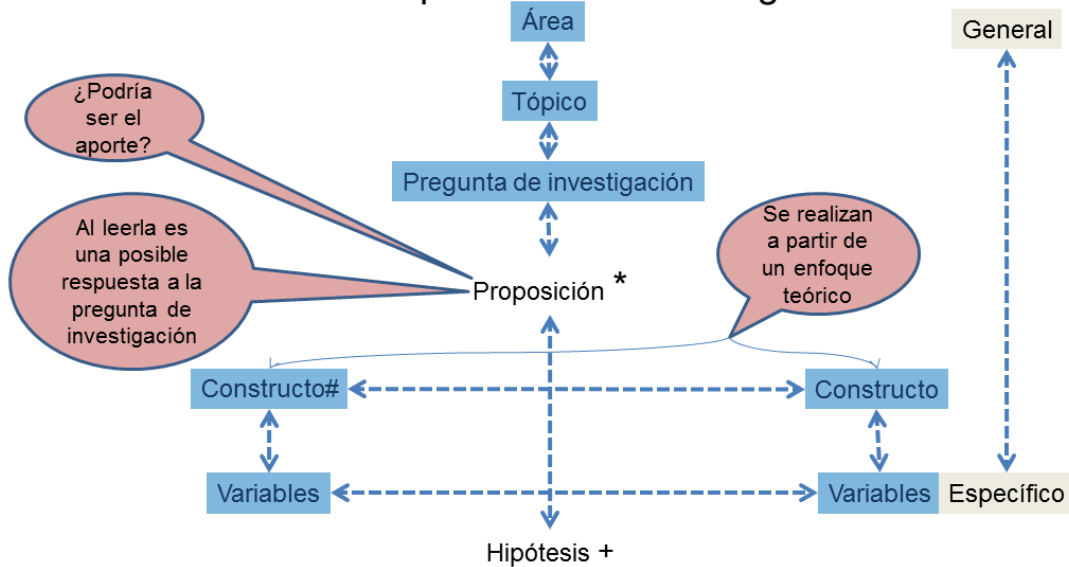 Área
General
¿Podría
ser el
aporte?
Tópico
Pregunta de investigación
Al leerla es
una posible
respuesta a la
pregunta de
investigación
Se realizan
a partir de
un enfoque
teórico
Proposición *
Constructo#
Constructo
Variables
Variables
Específico
Hipótesis +